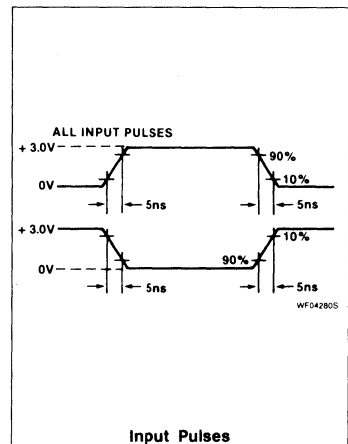 ALL INPUT PULSES
+ 3.0V
90%
10%
0V
5ns
5ns
+ 3.0V
10%
90%
0V
5ns
5ns
WF04280S
Input Pulses